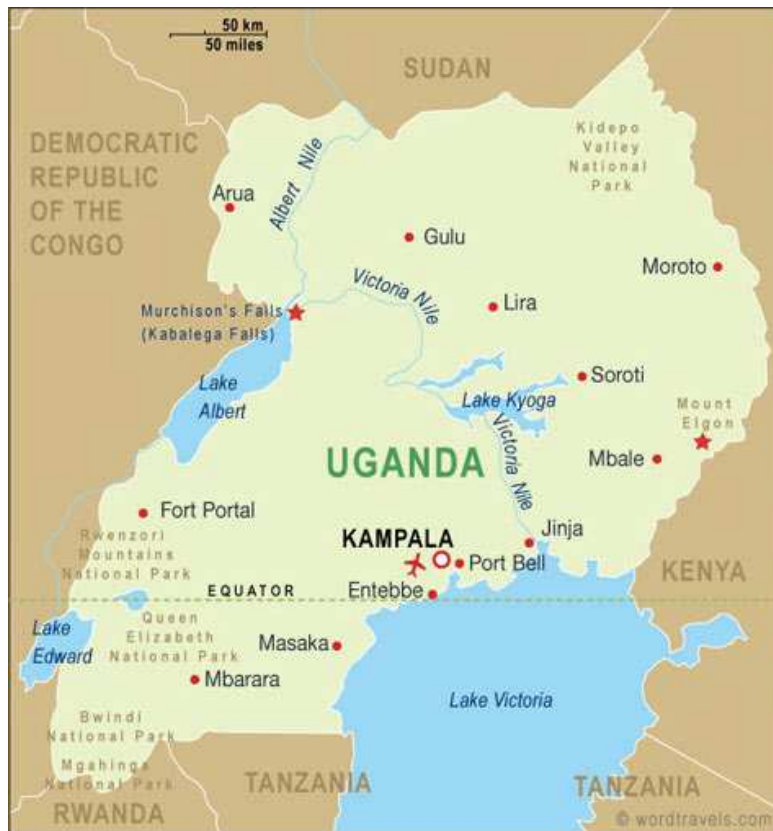 50 km
50 miles
SUDAN
DEMOCRATIC
REPUBLIC
OF THE
CONGO
Kidepo
Valley
National
Park
Albert Nile
Arua
Gulu
Moroto
Victoria Nile
Lira
Murchison's Falls
(Kabalega Falls)
Lake
Albert
Soroti
Lake Kyoga
Mount
Elgon
Victoria Nile
UGANDA
Mbale
Fort Portal
Rwenzori
Mountains
National Park
KAMPALA
Jinja
Port Bell
KENYA
EQUATOR
Entebbe
Lake
Edward
Queen
Elizabeth
National Park
Masaka
Mbarara
Lake Victoria
Bwindi
National Park
Mgahinga
National Park
TANZANIA
TANZANIA
RWANDA
© wordtravels.com